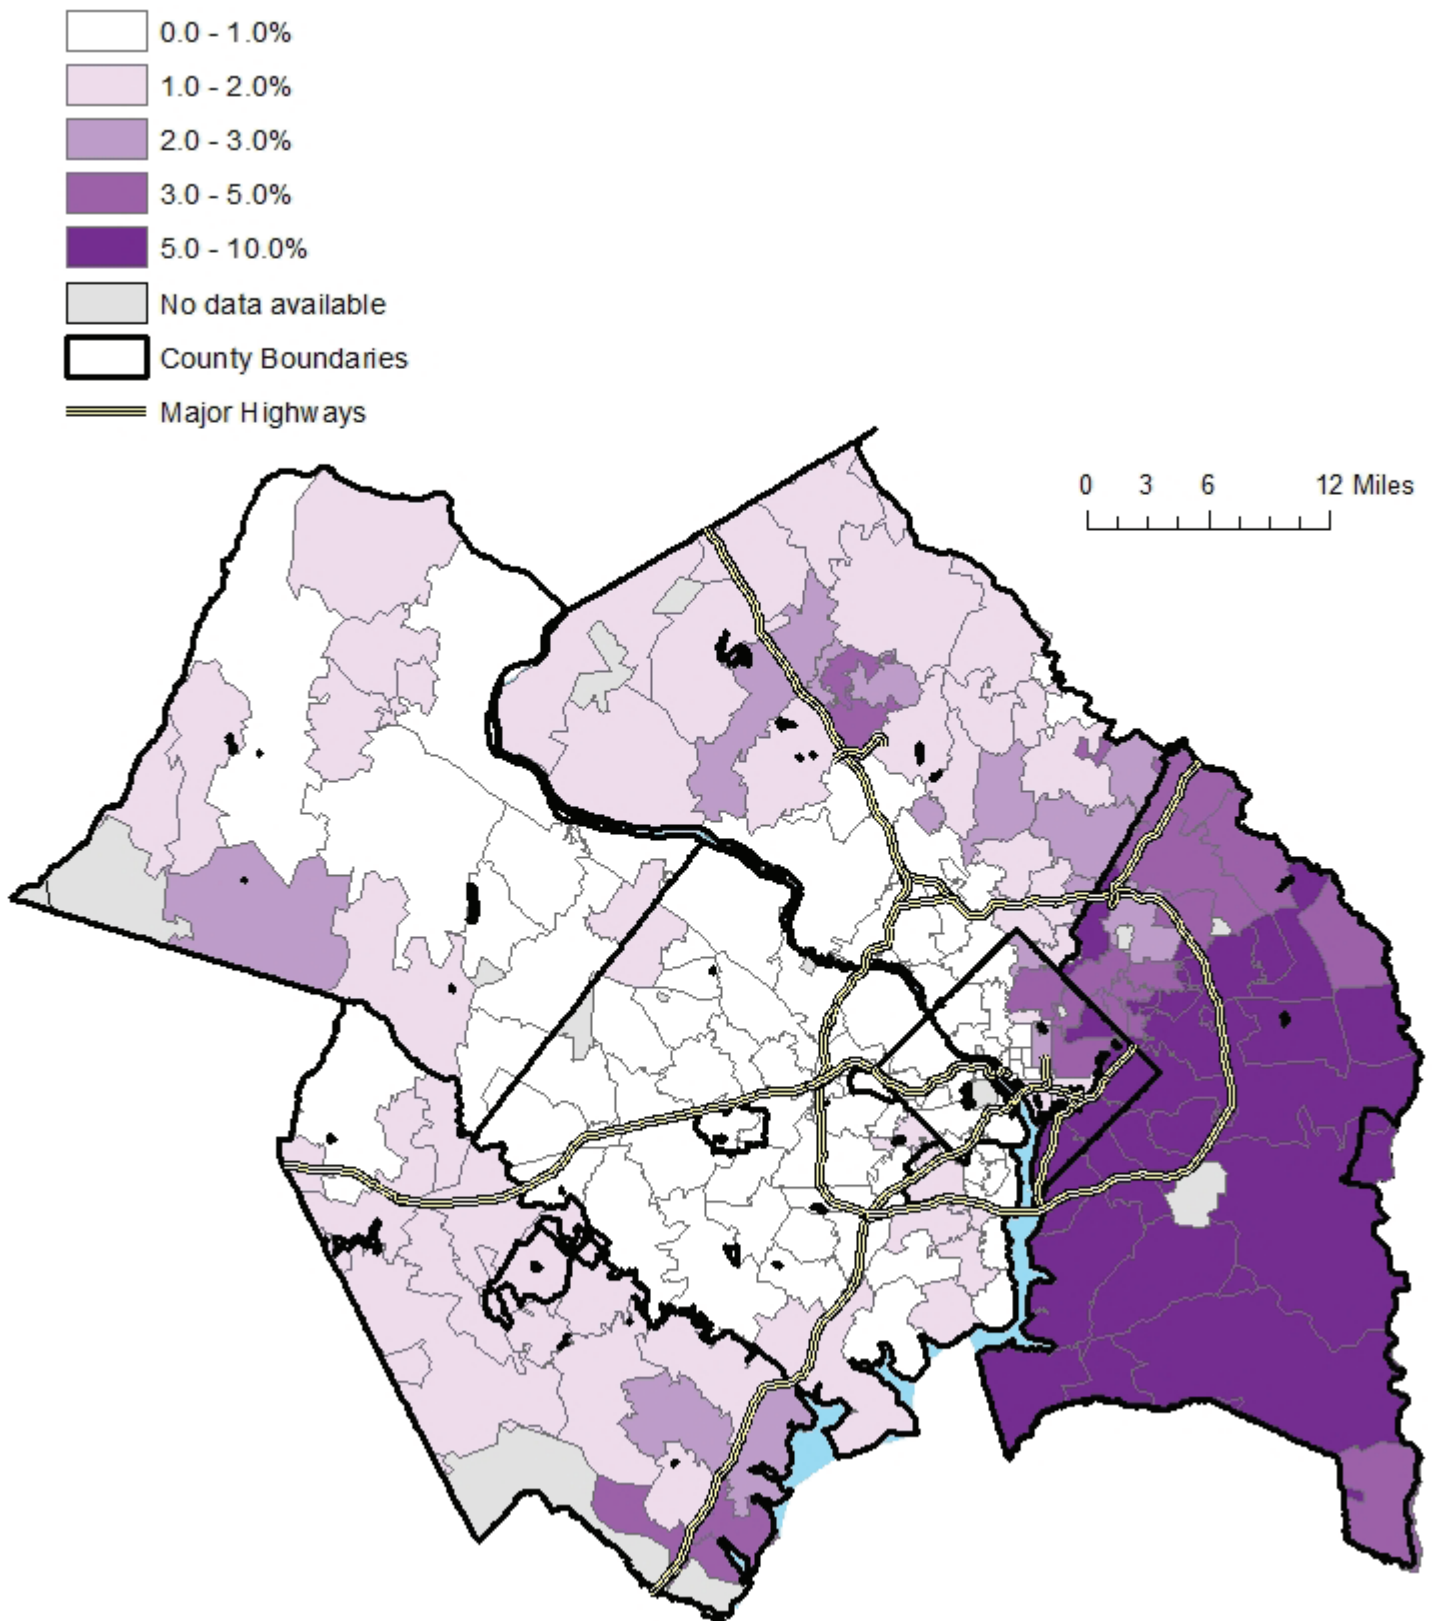 0.0 - 1.0%
1.0 - 2.0%
2.0 - 3.0%
3.0 - 5.0%
5.0 - 10.0%
No data available
County Boundaries
Major Highways
0 3 6 12 Miles